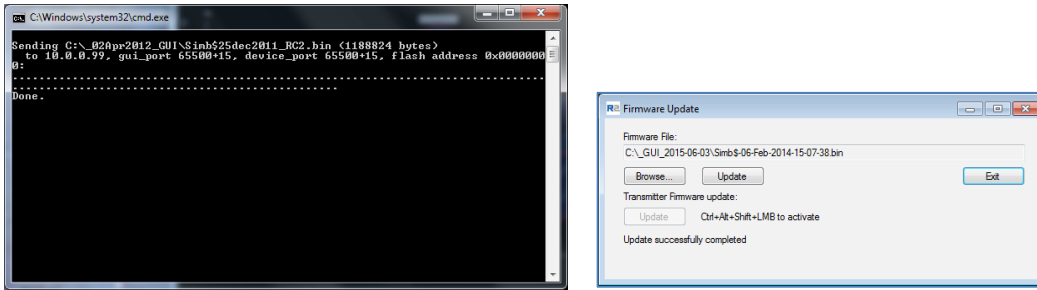 C:\Windows\system32\cmd.exe
Sending C:\_02Apr2012_GUI\Simb$25dec2011_RC2.bin (1188824 bytes)
to 10.0.0.99, gui_port 65500+15, device_port 65500+15, flash address 0x0000000
0:
................................................................................
.................................................
Done.
R2 Firmware Update
Firmware File:
C:\_GUI_2015-06-03\Simb$-06-Feb-2014-15-07-38.bin
Browse... Update Exit
Transmitter Firmware update:
Update Ctrl+Alt+Shift+LMB to activate
Update successfully completed